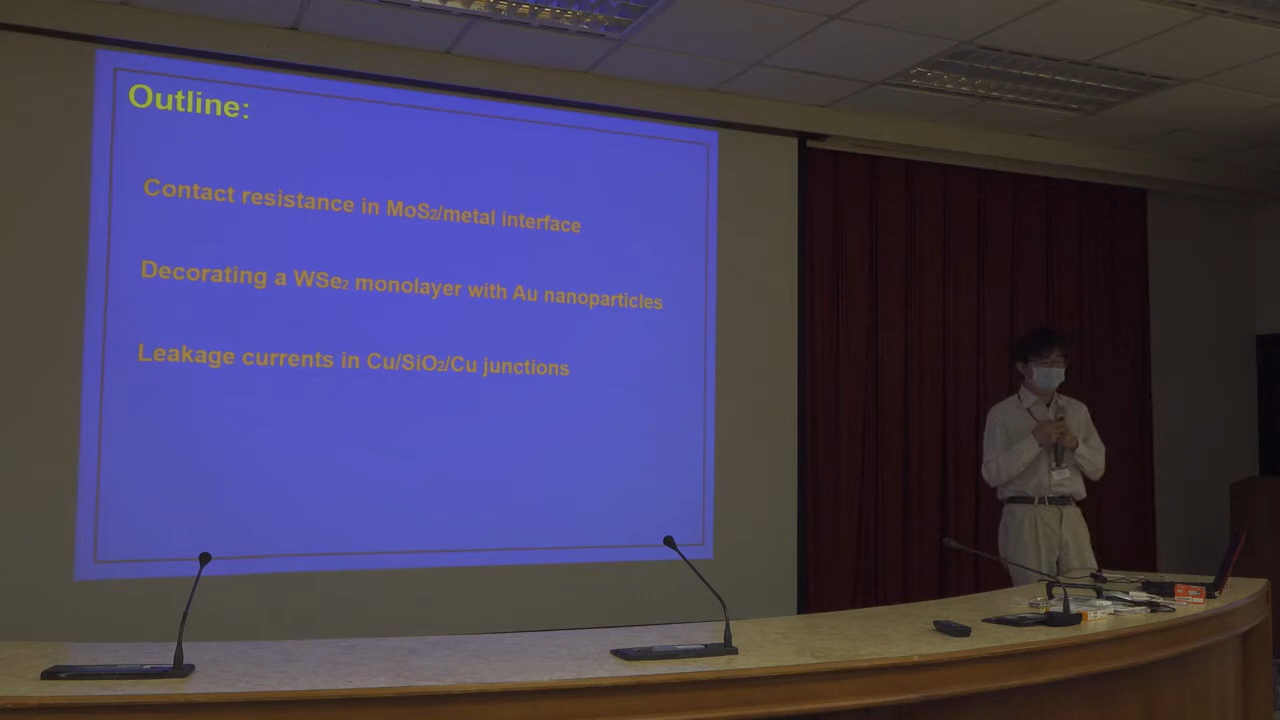 Outline:
Contact resistance in MoS₂/metal interface
Decorating a WSe₂ monolayer with Au nanoparticles
Leakage currents in Cu/SiO₂/Cu junctions